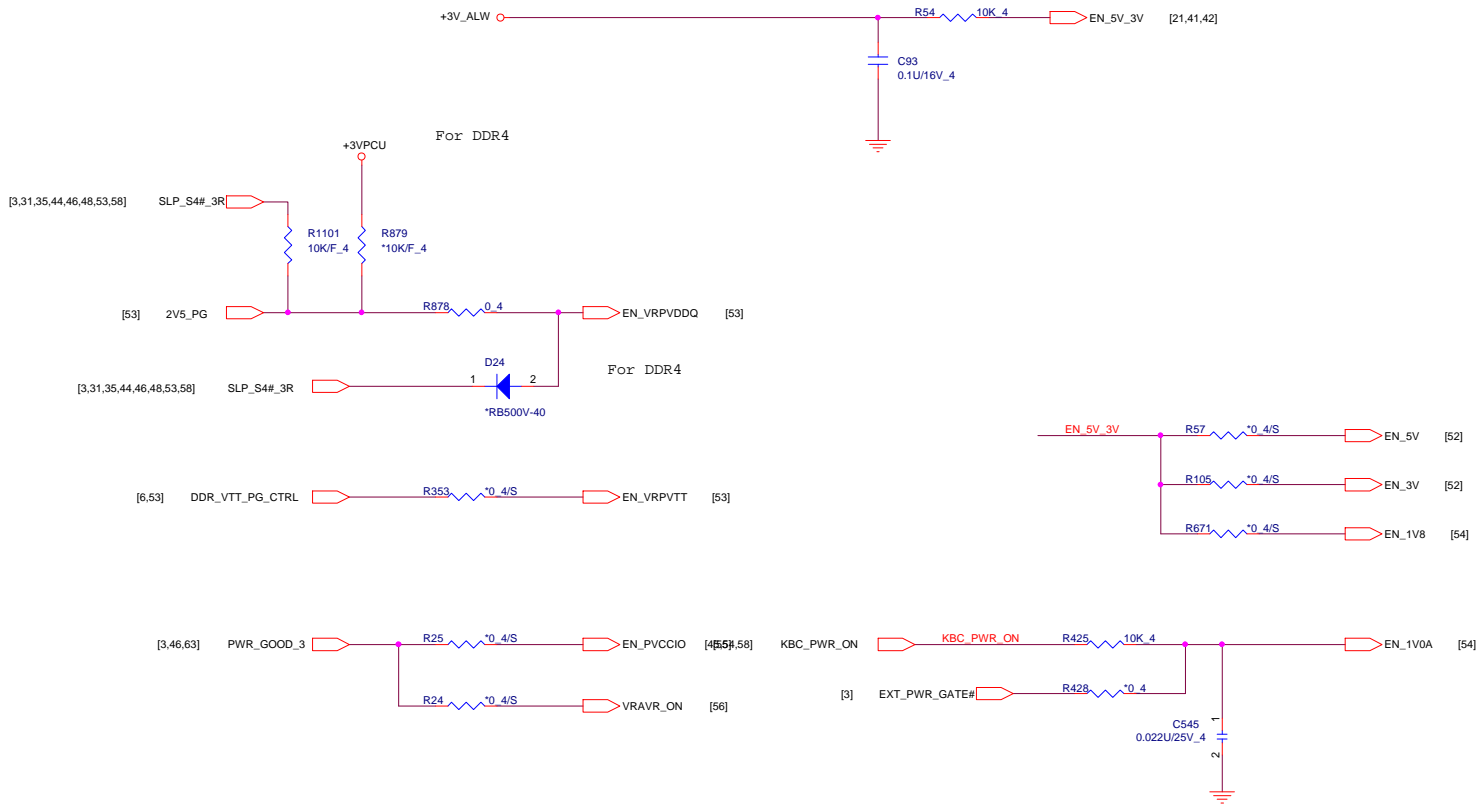 +3V_ALW
R54
10K_4
EN_5V_3V
[21,41,42]
C93
0.1U/16V_4
For DDR4
+3VPCU
[3,31,35,44,46,48,53,58]
SLP_S4#_3R
R1101
10K/F_4
R879
*10K/F_4
[53]
2V5_PG
R878
0_4
EN_VRPVDDQ
[53]
D24
For DDR4
[3,31,35,44,46,48,53,58]
SLP_S4#_3R
1
2
*RB500V-40
EN_5V_3V
R57
*0_4/S
EN_5V
[52]
[6,53]
DDR_VTT_PG_CTRL
R353
*0_4/S
EN_VRPVTT
[53]
R105
*0_4/S
EN_3V
[52]
R671
*0_4/S
EN_1V8
[54]
[3,46,63]
PWR_GOOD_3
R25
*0_4/S
EN_PVCCIO
KBC_PWR_ON
KBC_PWR_ON
R425
10K_4
EN_1V0A
[54]
[3]
EXT_PWR_GATE#
R428
*0_4
R24
*0_4/S
VRAVR_ON
[56]
C545
0.022U/25V_4
1
2